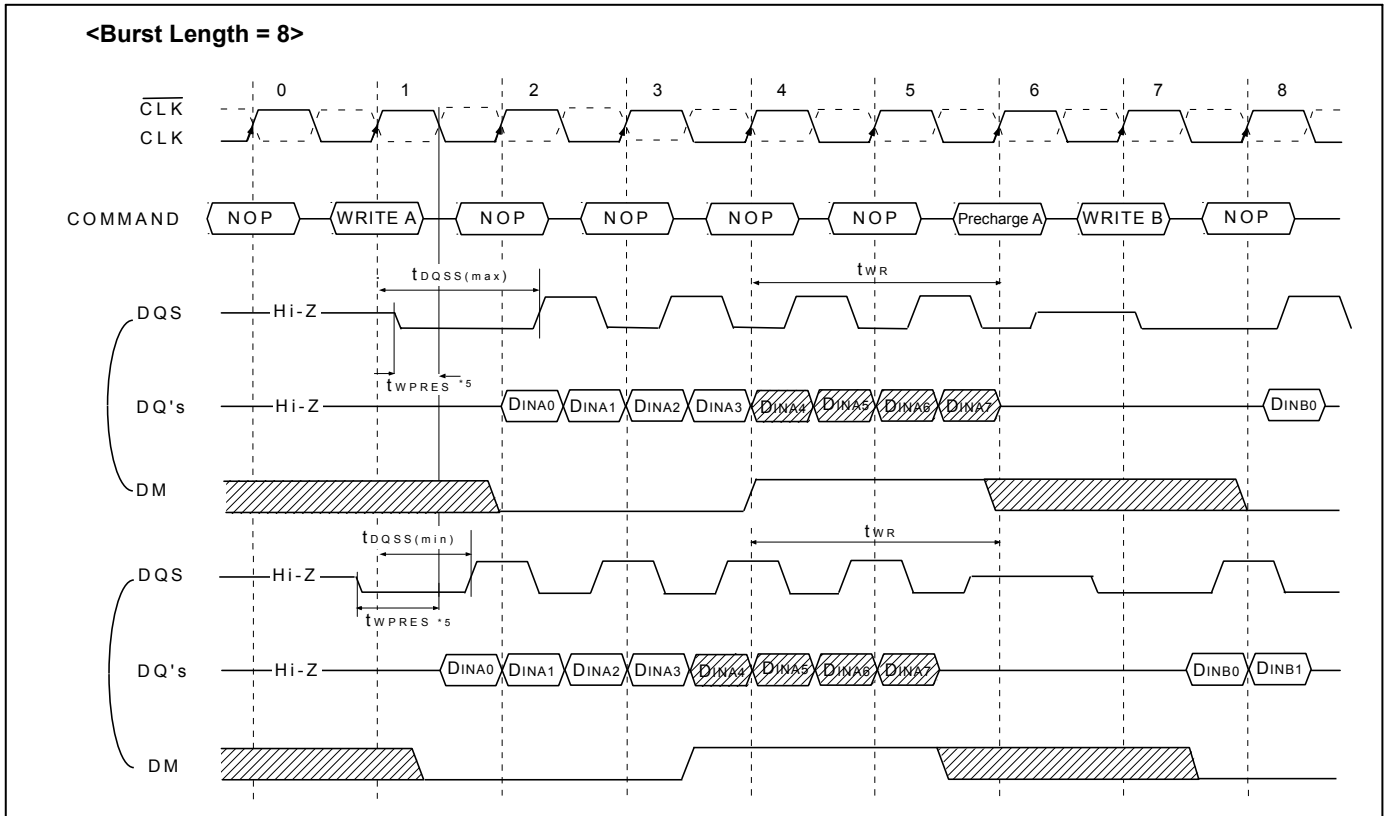 <Burst Length = 8>
0 1 2 3 4 5 6 7 8
CLK
CLK
COMMAND NOP WRITE A NOP NOP NOP NOP Precharge A WRITE B NOP
tDQSS(max) tWR
DQS Hi-Z
tWPRES *5
DQ's Hi-Z DINA0 DINA1 DINA2 DINA3 DINA4 DINA5 DINA6 DINA7 DINB0
DM
tDQSS(min) tWR
DQS Hi-Z
tWPRES *5
DQ's Hi-Z DINA0 DINA1 DINA2 DINA3 DINA4 DINA5 DINA6 DINA7 DINB0 DINB1
DM